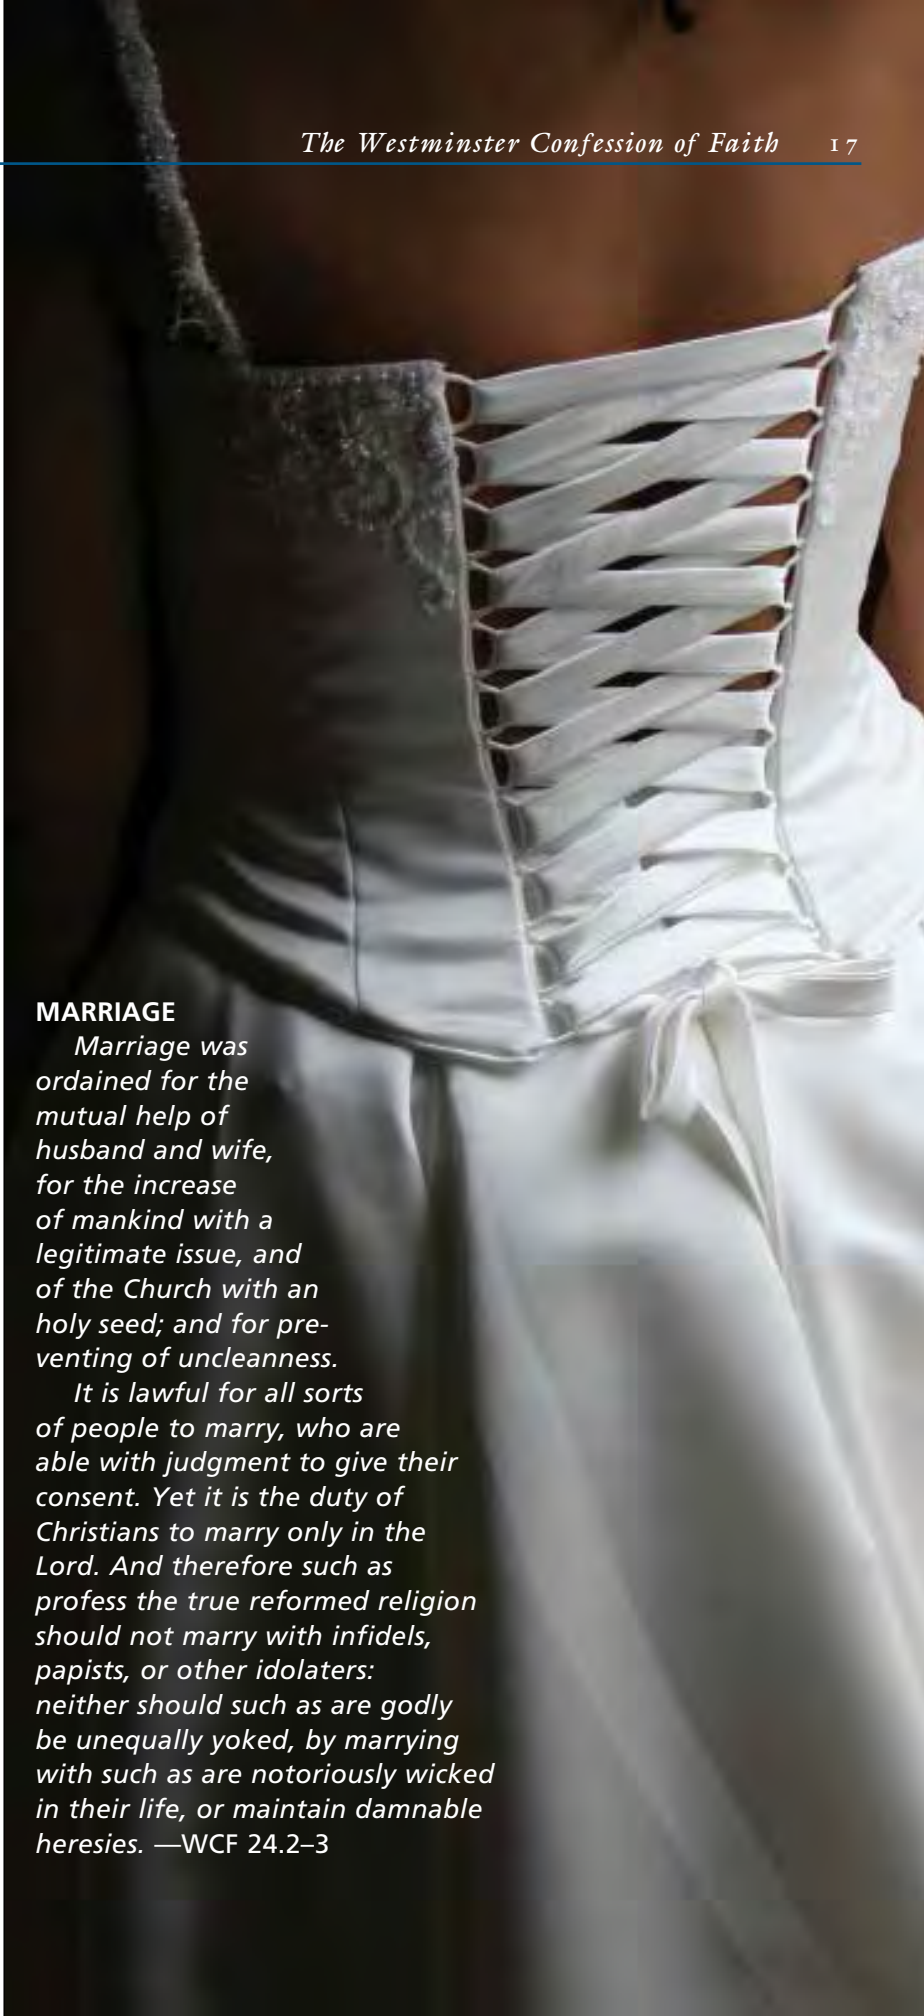 The Westminster Confession of Faith 17
MARRIAGE
Marriage was
ordained for the
mutual help of
husband and wife,
for the increase
of mankind with a
legitimate issue, and
of the Church with an
holy seed; and for pre-
venting of uncleanness.
It is lawful for all sorts
of people to marry, who are
able with judgment to give their
consent. Yet it is the duty of
Christians to marry only in the
Lord. And therefore such as
profess the true reformed religion
should not marry with infidels,
papists, or other idolaters:
neither should such as are godly
be unequally yoked, by marrying
with such as are notoriously wicked
in their life, or maintain damnable
heresies. —WCF 24.2–3